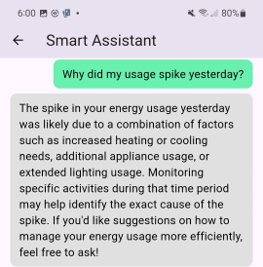 6:00
80%
Smart Assistant
Why did my usage spike yesterday?
The spike in your energy usage yesterday
was likely due to a combination of factors
such as increased heating or cooling
needs, additional appliance usage, or
extended lighting usage. Monitoring
specific activities during that time period
may help identify the exact cause of the
spike. If you'd like suggestions on how to
manage your energy usage more efficiently,
feel free to ask!